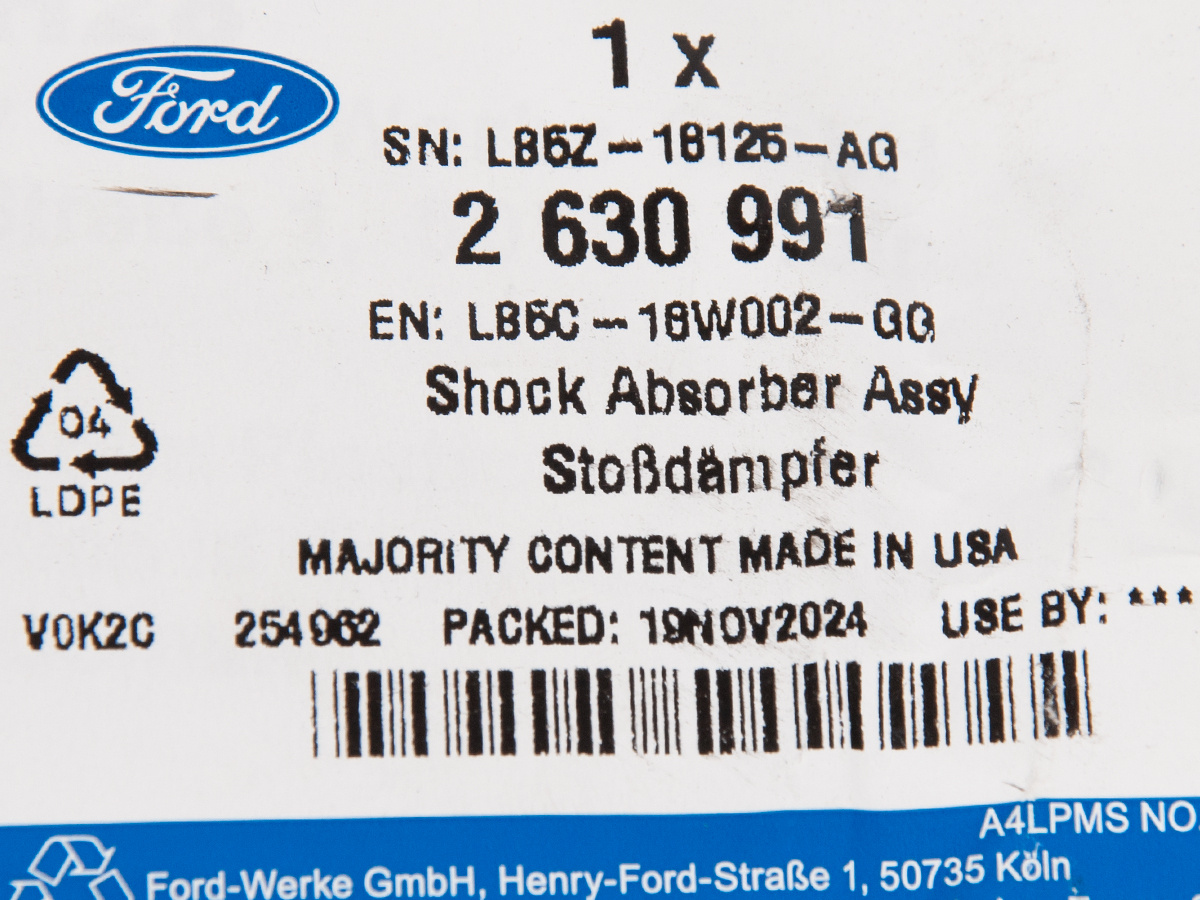 Ford
1 x
SN: LB5Z-18125-AG
2 630 991
EN: LB5C-18W002-GG
Shock Absorber Assy
Stoßdämpfer
04
LDPE
MAJORITY CONTENT MADE IN USA
V0K2C 254962 PACKED: 19NOV2024 USE BY: ***
A4LPMS NO.
Ford-Werke GmbH, Henry-Ford-Straße 1, 50735 Köln